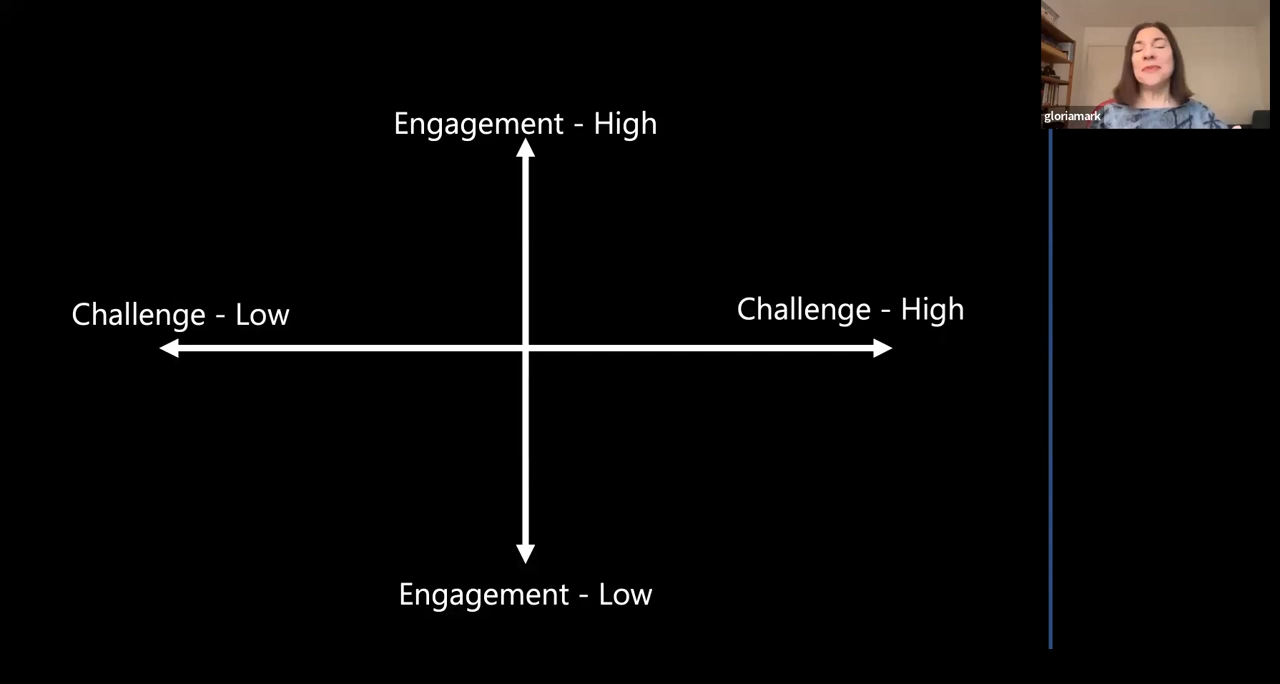 Engagement - High
Challenge - Low
Challenge - High
Engagement - Low
gloriamark